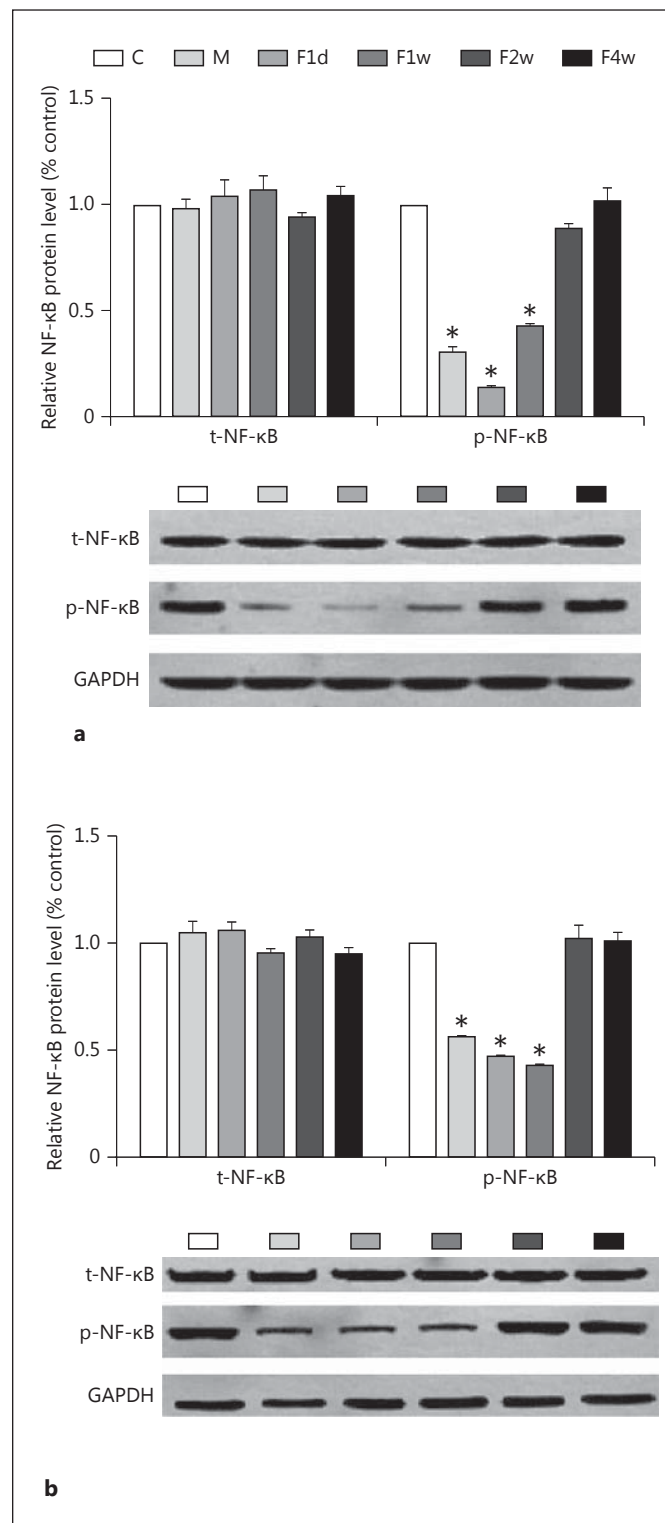 C M F1d F1w F2w F4w
Relative NF-κB protein level (% control)
1.5
1.0
0.5
0
* * *
t-NF-κB p-NF-κB
t-NF-κB
p-NF-κB
GAPDH
a
Relative NF-κB protein level (% control)
1.5
1.0
0.5
0
* * *
t-NF-κB p-NF-κB
t-NF-κB
p-NF-κB
GAPDH
b